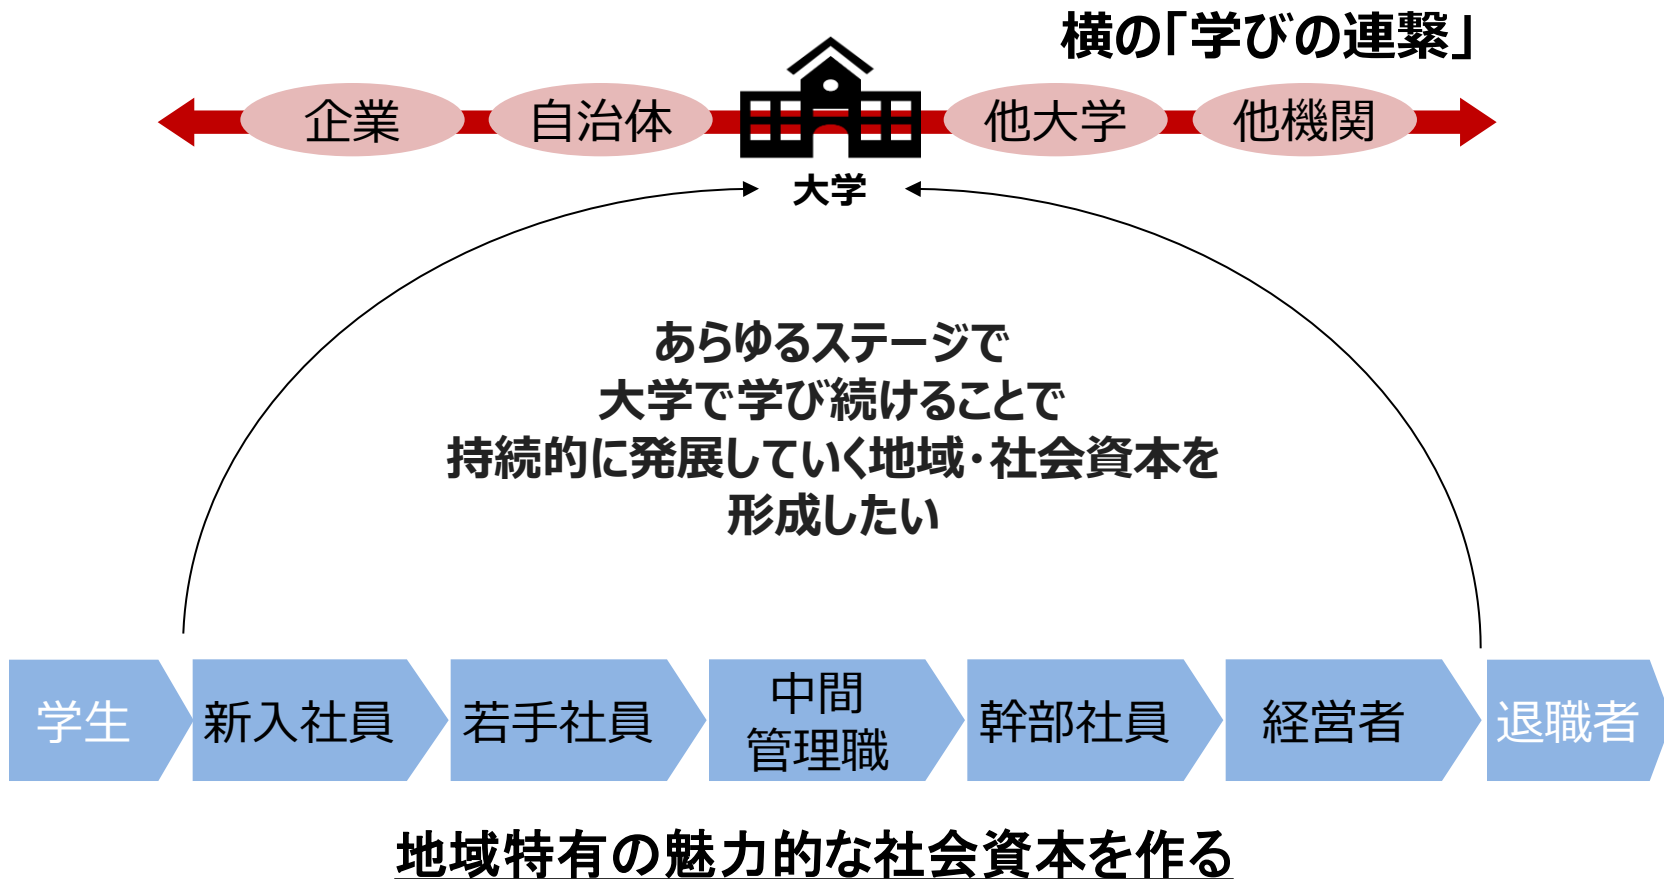 横の「学びの連繋」
企業
自治体
他大学
他機関
大学
あらゆるステージで
大学で学び続けることで
持続的に発展していく地域・社会資本を
形成したい
学生
新入社員
若手社員
中間
管理職
幹部社員
経営者
退職者
地域特有の魅力的な社会資本を作る